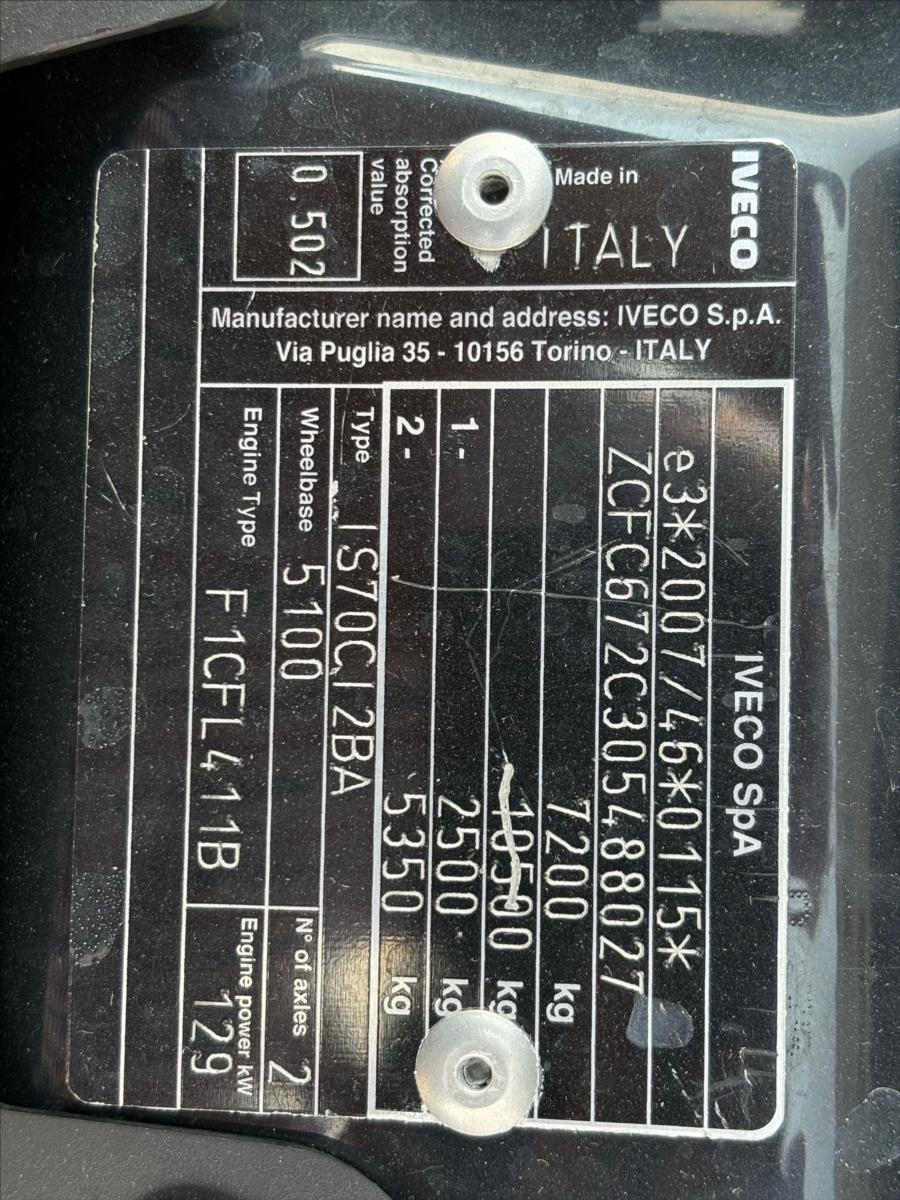 IVECO
Made in
ITALY
Corrected
absorption
value
0.502
Manufacturer name and address: IVECO S.p.A.
Via Puglia 35 - 10156 Torino - ITALY
IVECO SpA
e3*2007/46*0115*
ZCFC672C305488027
7200 kg
10500 kg
1- 2500 kg
2- 5350 kg
Type IS70CI2BA
Wheelbase 5100
N° of axles 2
Engine Type F1CFL411B
Engine power kW 129